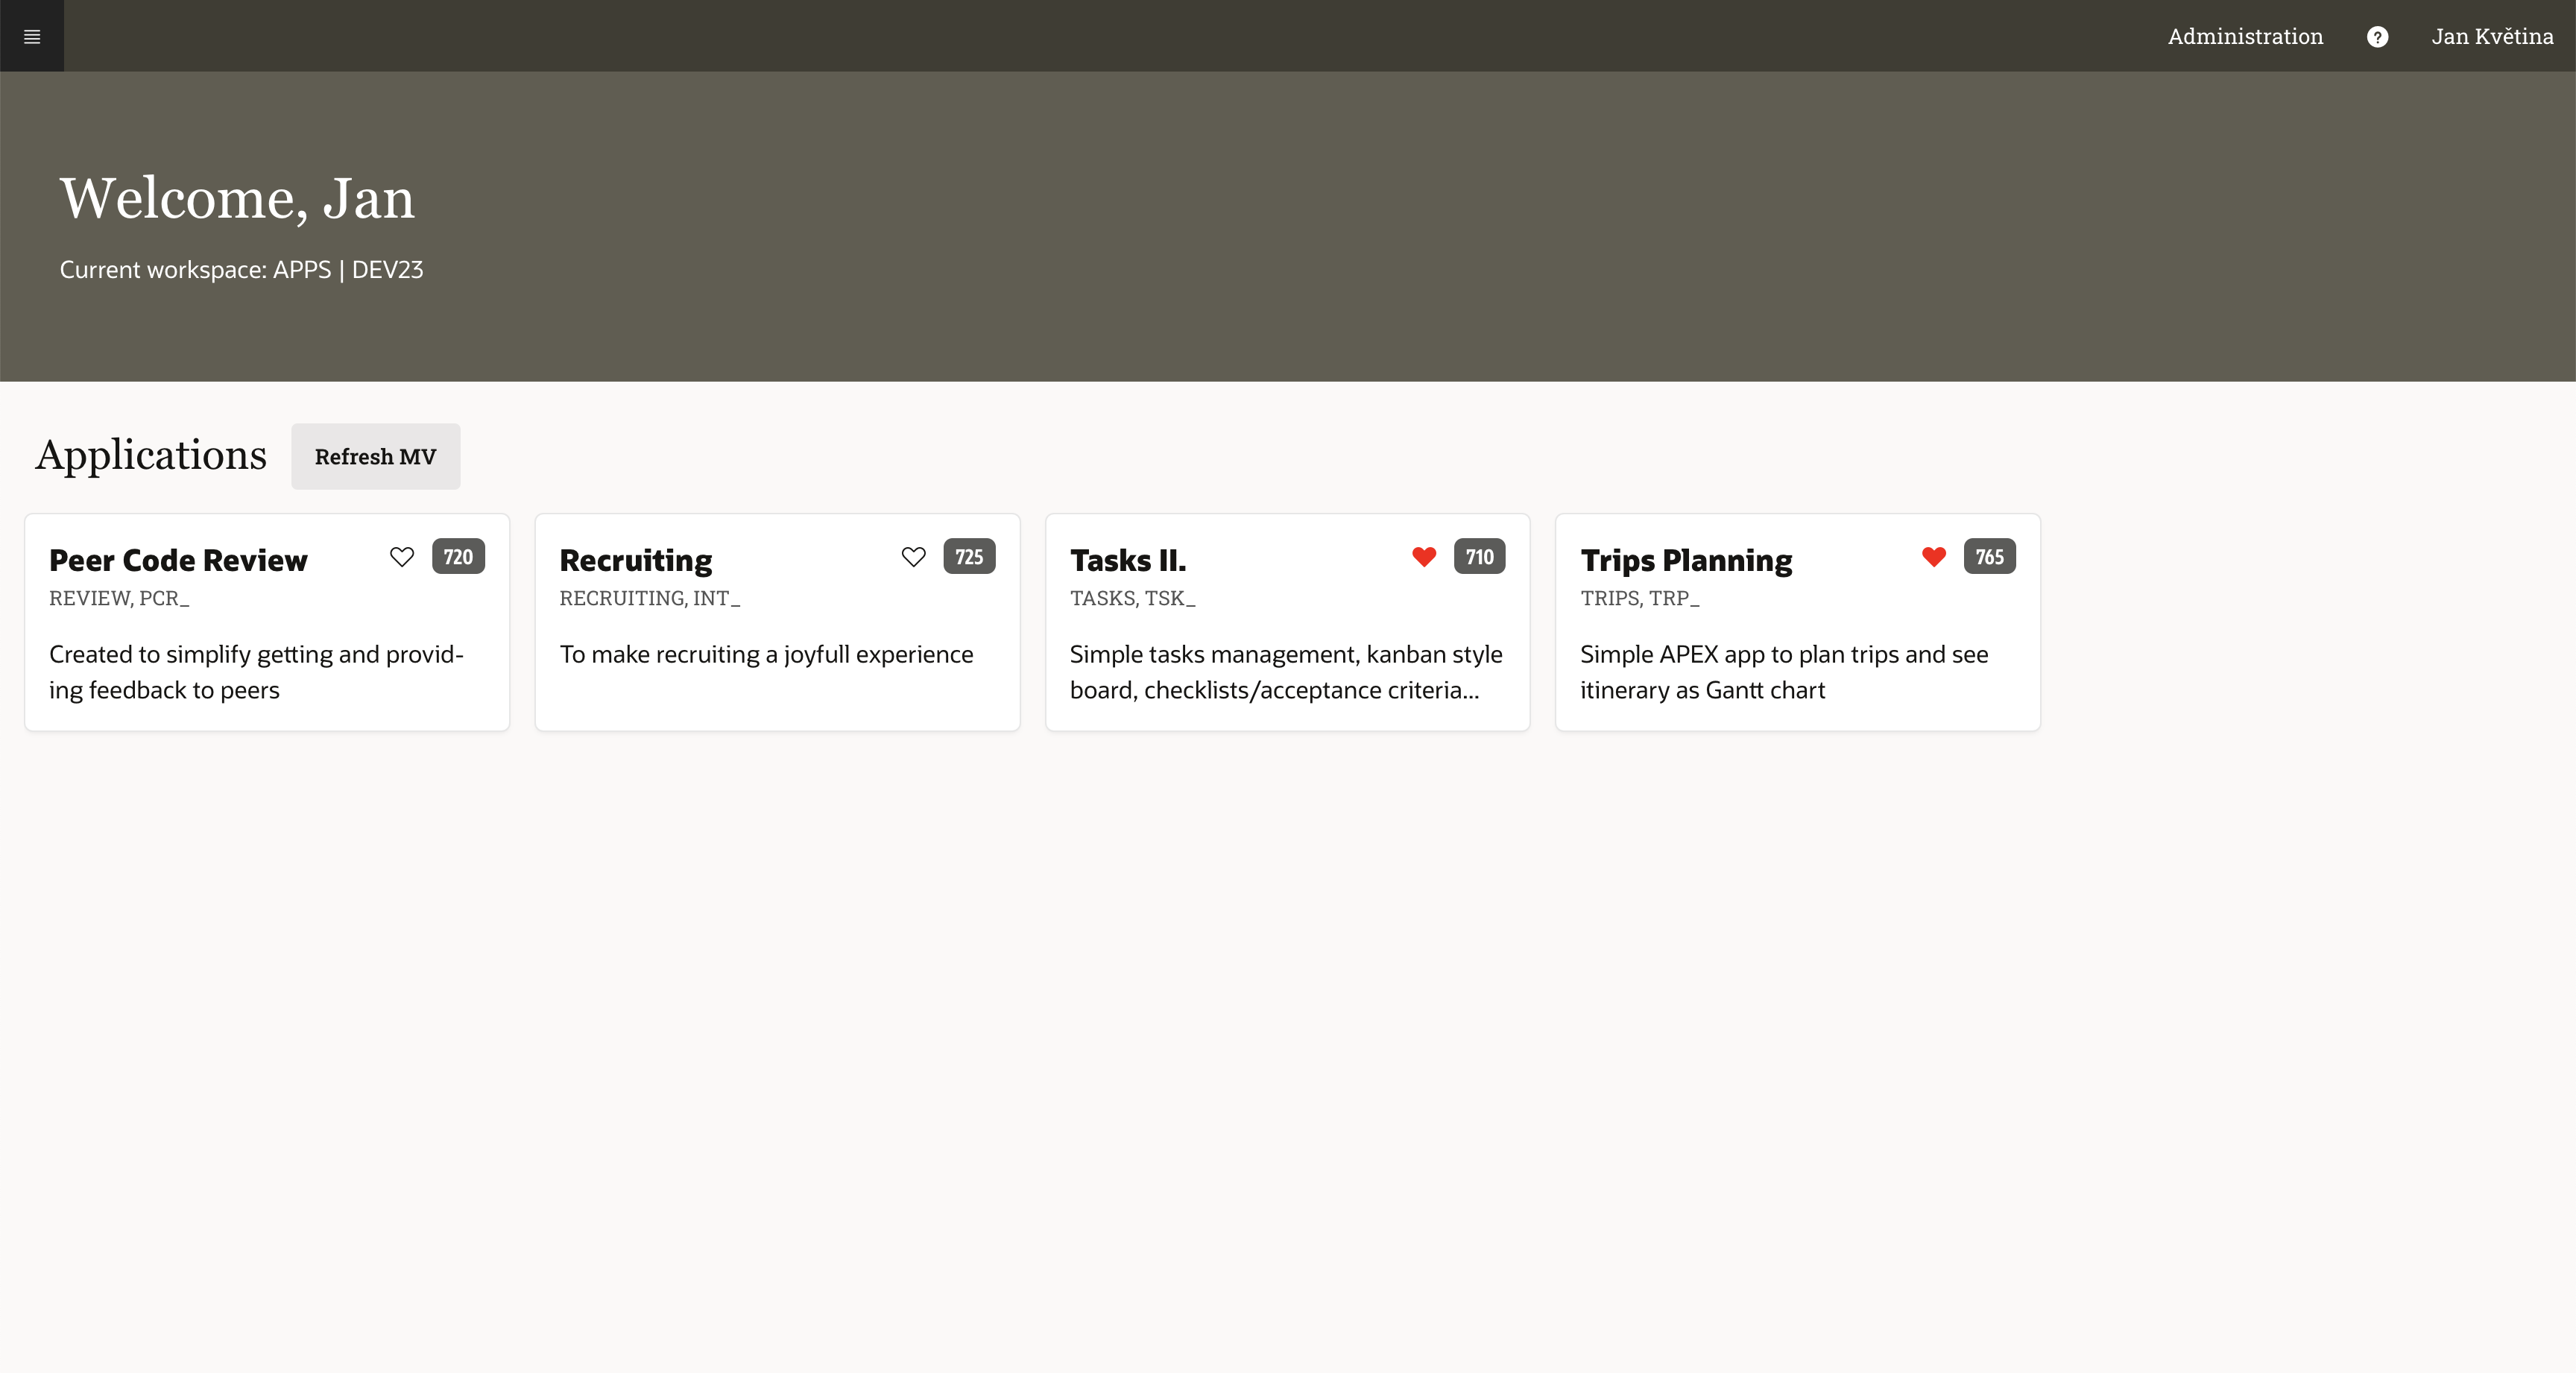 Administration
?
Jan Květina
Welcome, Jan
Current workspace: APPS | DEV23
Applications
Refresh MV
Peer Code Review
720
REVIEW, PCR_
Created to simplify getting and provid-
ing feedback to peers
Recruiting
725
RECRUITING, INT_
To make recruiting a joyfull experience
Tasks II.
710
TASKS, TSK_
Simple tasks management, kanban style
board, checklists/acceptance criteria...
Trips Planning
765
TRIPS, TRP_
Simple APEX app to plan trips and see
itinerary as Gantt chart